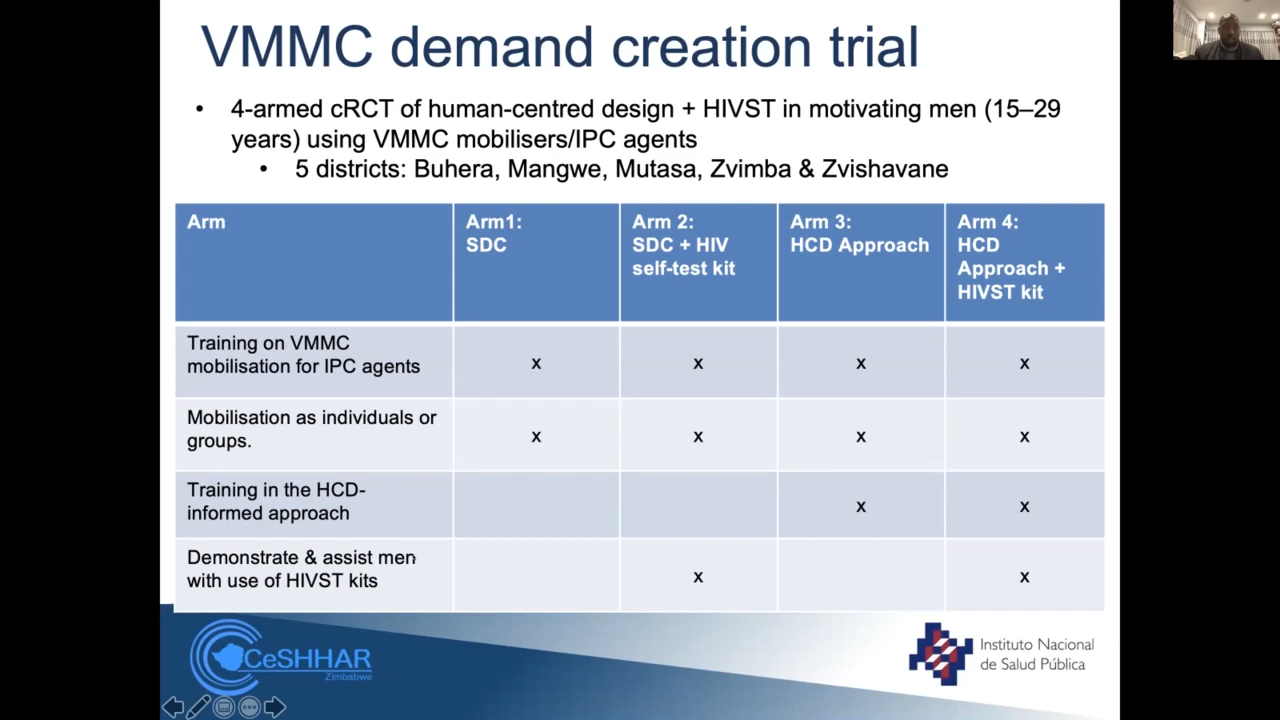 VMMC demand creation trial
• 4-armed cRCT of human-centred design + HIVST in motivating men (15–29
years) using VMMC mobilisers/IPC agents
• 5 districts: Buhera, Mangwe, Mutasa, Zvimba & Zvishavane
Arm
Arm1:
SDC
Arm 2:
SDC + HIV
self-test kit
Arm 3:
HCD Approach
Arm 4:
HCD
Approach +
HIVST kit
Training on VMMC
mobilisation for IPC agents
x x x x
Mobilisation as individuals or
groups.
x x x x
Training in the HCD-
informed approach
x x
Demonstrate & assist men
with use of HIVST kits
x x
CeSHHAR
Zimbabwe
Instituto Nacional
de Salud Pública